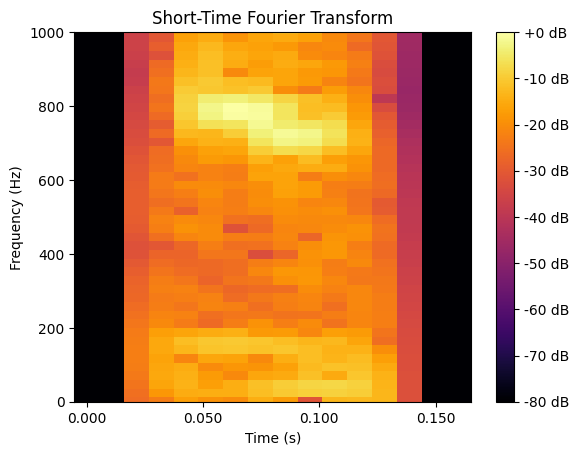 Short-Time Fourier Transform
Frequency (Hz)
1000
800
600
400
200
0
0.000
0.050
0.100
0.150
Time (s)
+0 dB
-10 dB
-20 dB
-30 dB
-40 dB
-50 dB
-60 dB
-70 dB
-80 dB